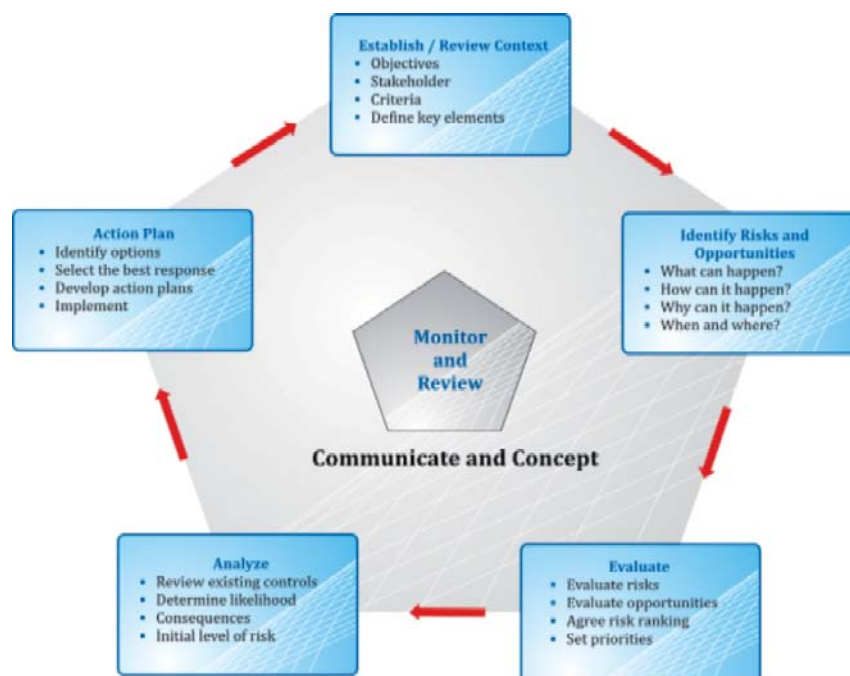 Establish / Review Context
▪ Objectives
▪ Stakeholder
▪ Criteria
▪ Define key elements
Action Plan
▪ Identify options
▪ Select the best response
▪ Develop action plans
▪ Implement
Identify Risks and
Opportunities
▪ What can happen?
▪ How can it happen?
▪ Why can it happen?
▪ When and where?
Monitor
and
Review
Communicate and Concept
Analyze
▪ Review existing controls
▪ Determine likelihood
▪ Consequences
▪ Initial level of risk
Evaluate
▪ Evaluate risks
▪ Evaluate opportunities
▪ Agree risk ranking
▪ Set priorities